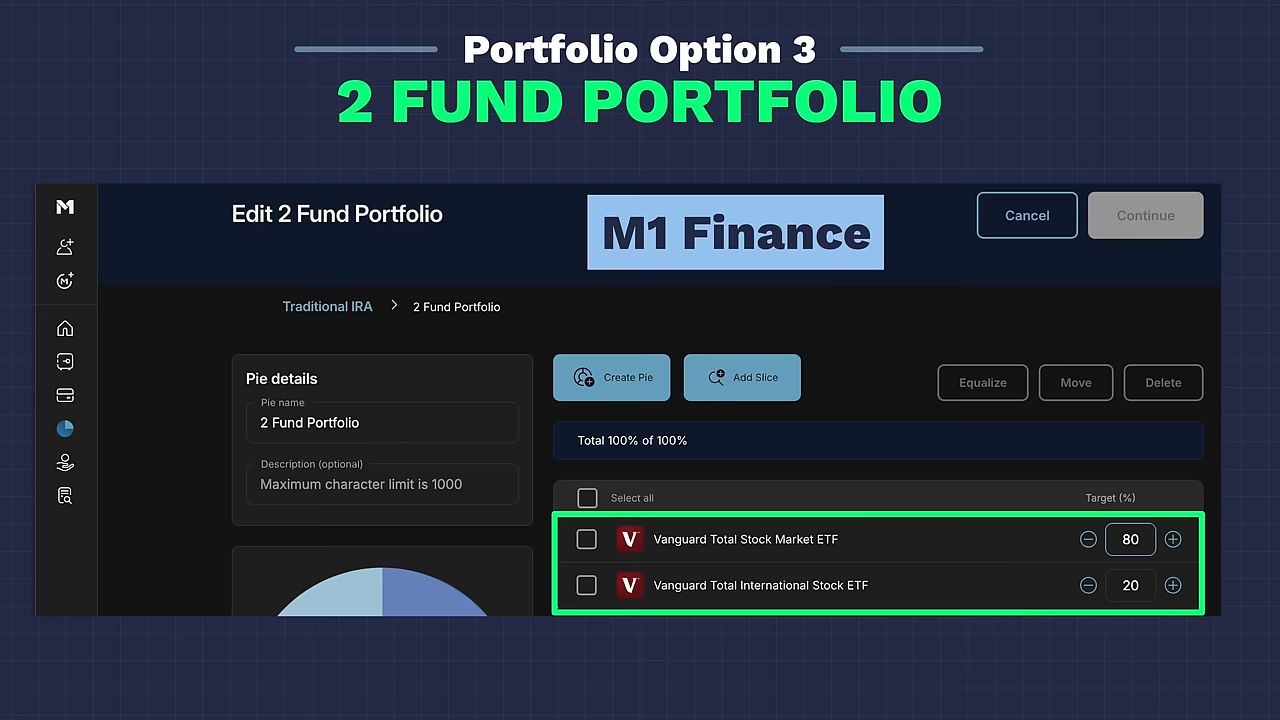 Portfolio Option 3
2 FUND PORTFOLIO
M
Edit 2 Fund Portfolio
M1 Finance
Cancel
Continue
M
Traditional IRA > 2 Fund Portfolio
Pie details
Pie name
2 Fund Portfolio
Description (optional)
Maximum character limit is 1000
Create Pie
Add Slice
Equalize
Move
Delete
Total 100% of 100%
Select all
Target (%)
V Vanguard Total Stock Market ETF 80
V Vanguard Total International Stock ETF 20